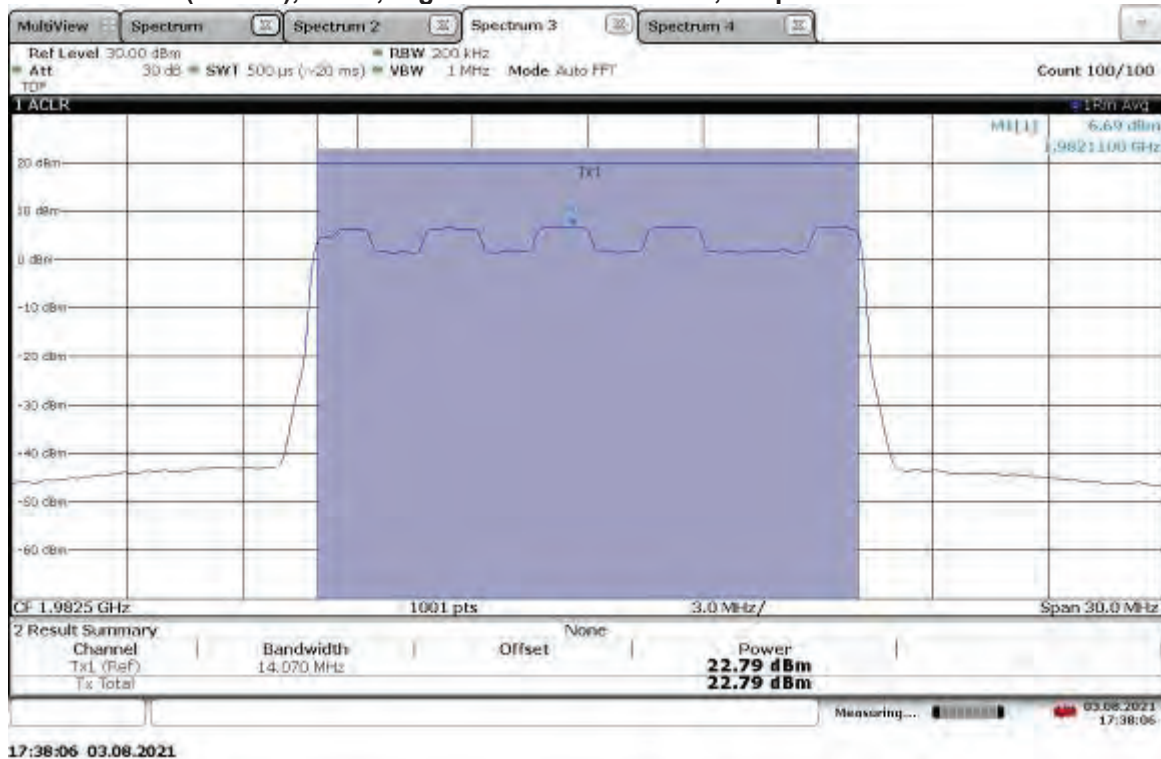 MultiView Spectrum Spectrum 2 Spectrum 3 Spectrum 4
Ref Level 30.00 dBm RBW 200 kHz
Att 30 dB SWT 500 µs (~20 ms) VBW 1 MHz Mode Auto FFT Count 100/100
TDF
1 ACLR 1Rm Avg
M1[1] 6.69 dBm
1.9821100 GHz
20 dBm
Tx1
10 dBm
0 dBm
-10 dBm
-20 dBm
-30 dBm
-40 dBm
-50 dBm
-60 dBm
CF 1.9825 GHz 1001 pts 3.0 MHz/ Span 30.0 MHz
2 Result Summary None
Channel Bandwidth Offset Power
Tx1 (Ref) 14.070 MHz 22.79 dBm
Tx Total 22.79 dBm
Measuring... 03.08.2021
17:38:06
17:38:06 03.08.2021